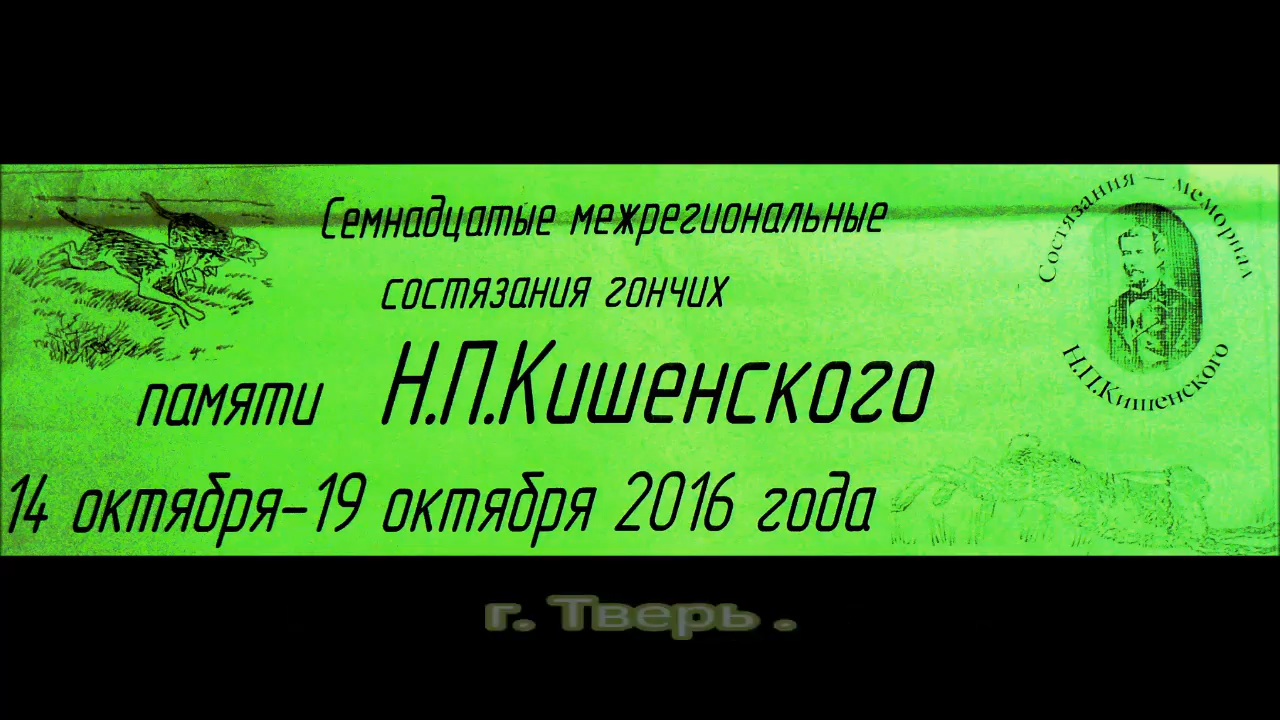 Семнадцатые межрегиональные
состязания гончих
памяти Н.П.Кишенского
14 октября-19 октября 2016 года
Состязания — мемориал
Н.П.Кишенского
г. Тверь .